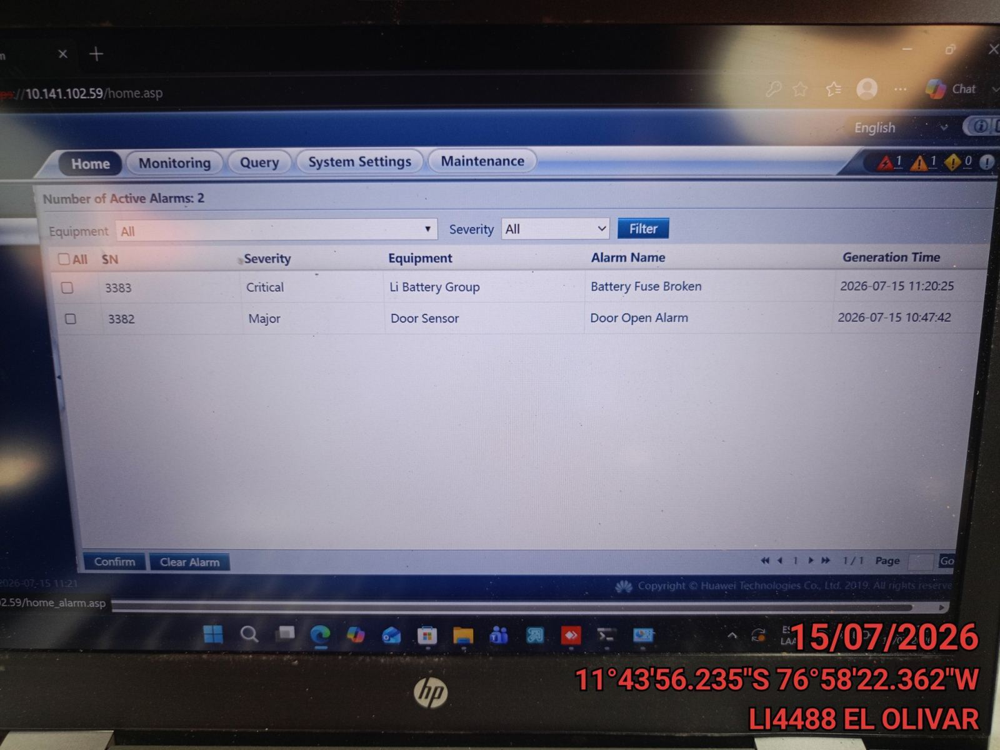 10.141.102.59/home.asp
Chat
English
Home Monitoring Query System Settings Maintenance
1 1 0
Number of Active Alarms: 2
Equipment All Severity All Filter
All SN Severity Equipment Alarm Name Generation Time
3383 Critical Li Battery Group Battery Fuse Broken 2026-07-15 11:20:25
3382 Major Door Sensor Door Open Alarm 2026-07-15 10:47:42
Confirm Clear Alarm 1 1/1 Page Go
2026-07-15 11:21
Copyright © Huawei Technologies Co., Ltd. 2019. All rights reserve
2.59/home_alarm.asp
15/07/2026
hp
11°43'56.235"S 76°58'22.362"W
LI4488 EL OLIVAR